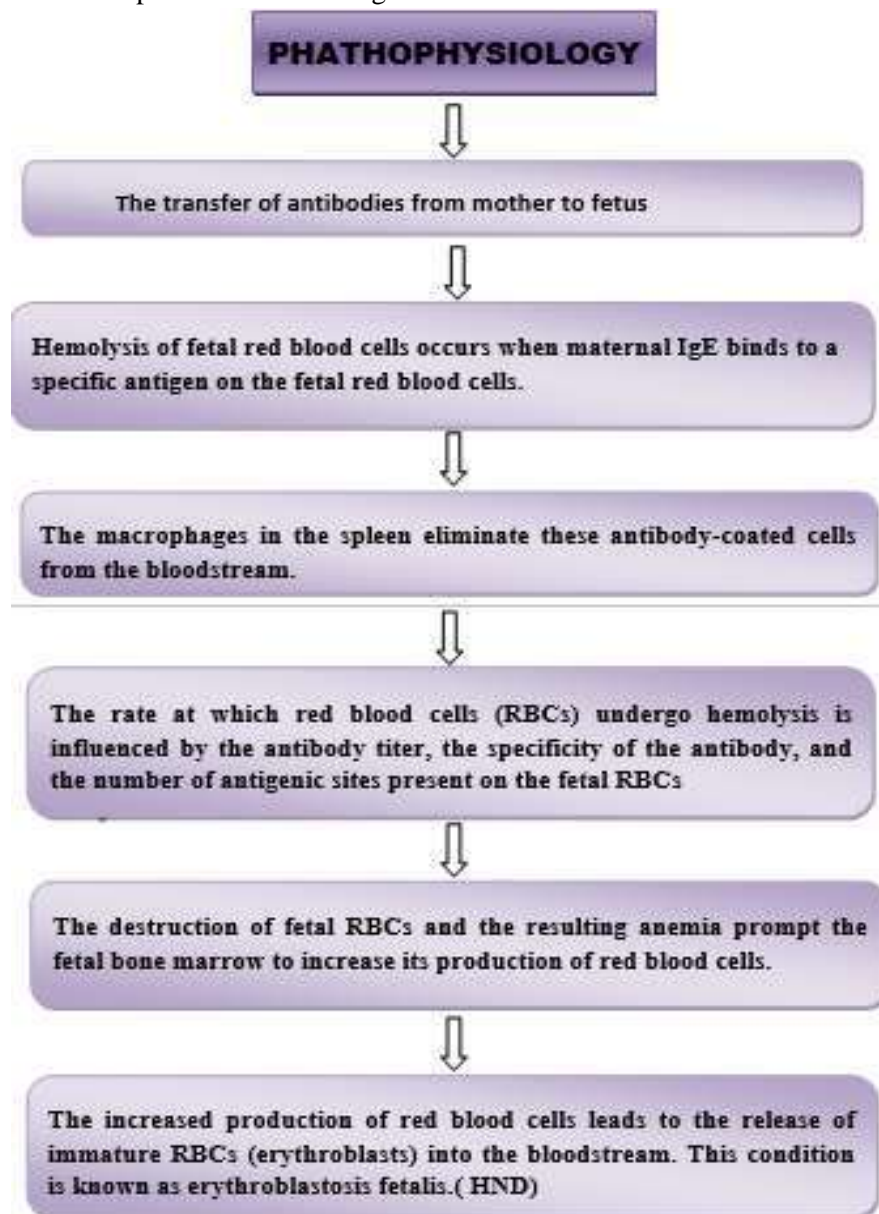 PHATHOPHYSIOLOGY
The transfer of antibodies from mother to fetus
Hemolysis of fetal red blood cells occurs when maternal IgE binds to a
specific antigen on the fetal red blood cells.
The macrophages in the spleen eliminate these antibody-coated cells
from the bloodstream.
The rate at which red blood cells (RBCs) undergo hemolysis is
influenced by the antibody titer, the specificity of the antibody, and
the number of antigenic sites present on the fetal RBCs
The destruction of fetal RBCs and the resulting anemia prompt the
fetal bone marrow to increase its production of red blood cells.
The increased production of red blood cells leads to the release of
immature RBCs (erythroblasts) into the bloodstream. This condition
is known as erythroblastosis fetalis.( HND)